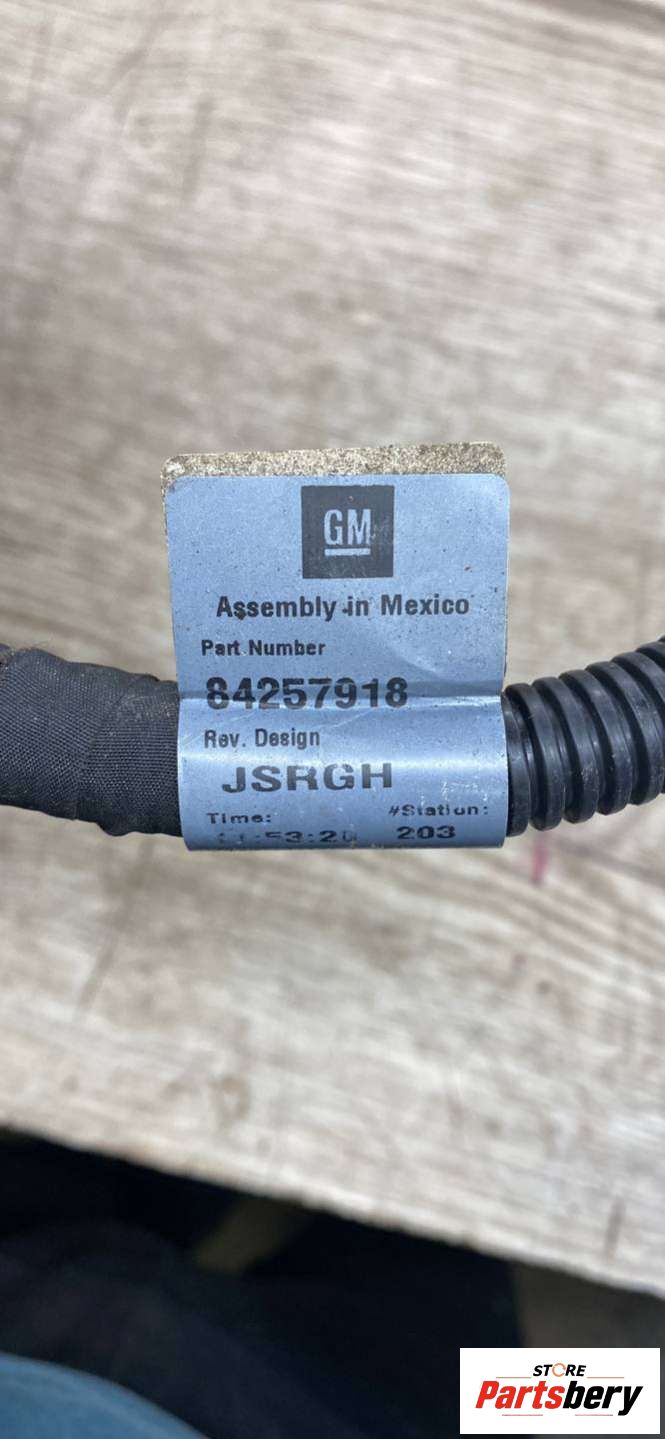 GM
Assembly in Mexico
Part Number
84257918
Rev. Design
JSRGH
Time: #Station:
203
STORE
Partsbery